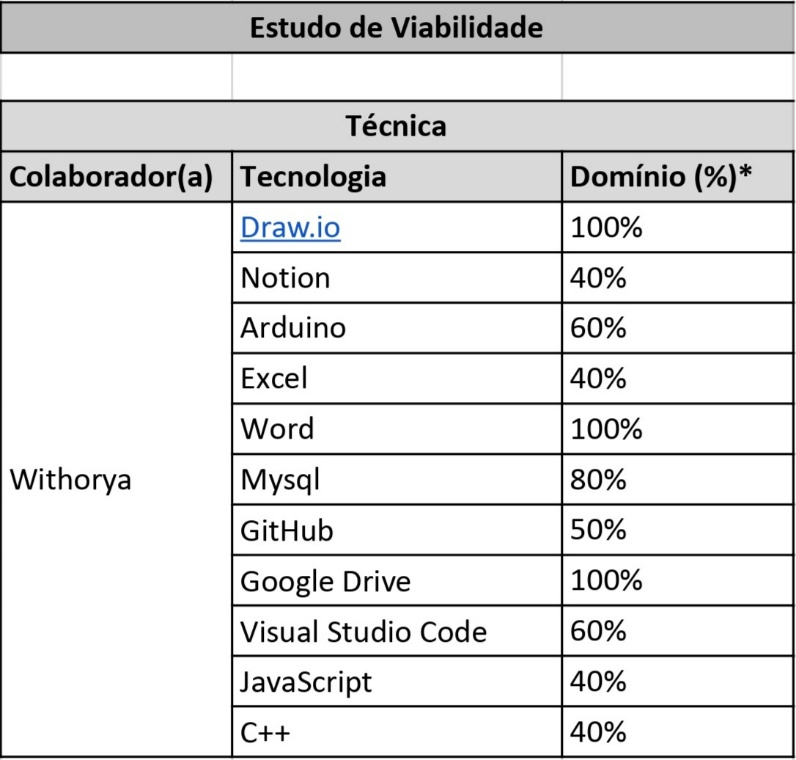 Estudo de Viabilidade
Técnica
Colaborador(a) Tecnologia Domínio (%)*
Draw.io 100%
Notion 40%
Arduino 60%
Excel 40%
Word 100%
Withorya Mysql 80%
GitHub 50%
Google Drive 100%
Visual Studio Code 60%
JavaScript 40%
C++ 40%